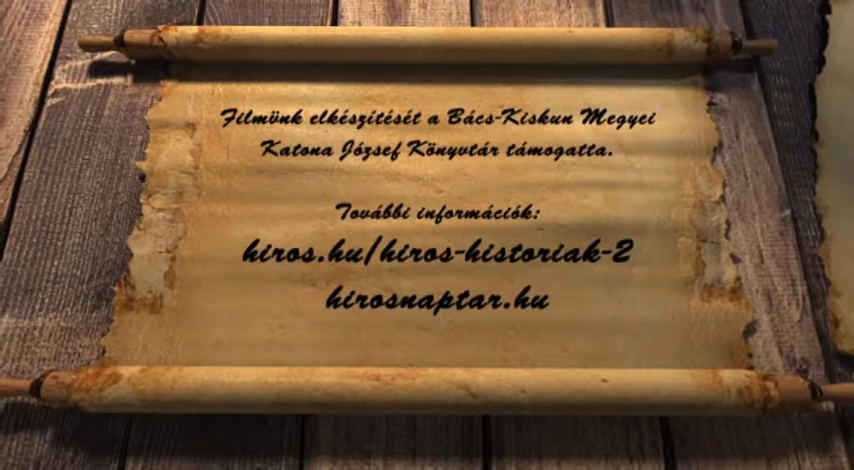 Filmünk elkészítését a Bács-Kiskun Megyei
Katona József Könyvtár támogatta.
További információk:
hiros.hu/hiros-historiak-2
hirosnaptar.hu